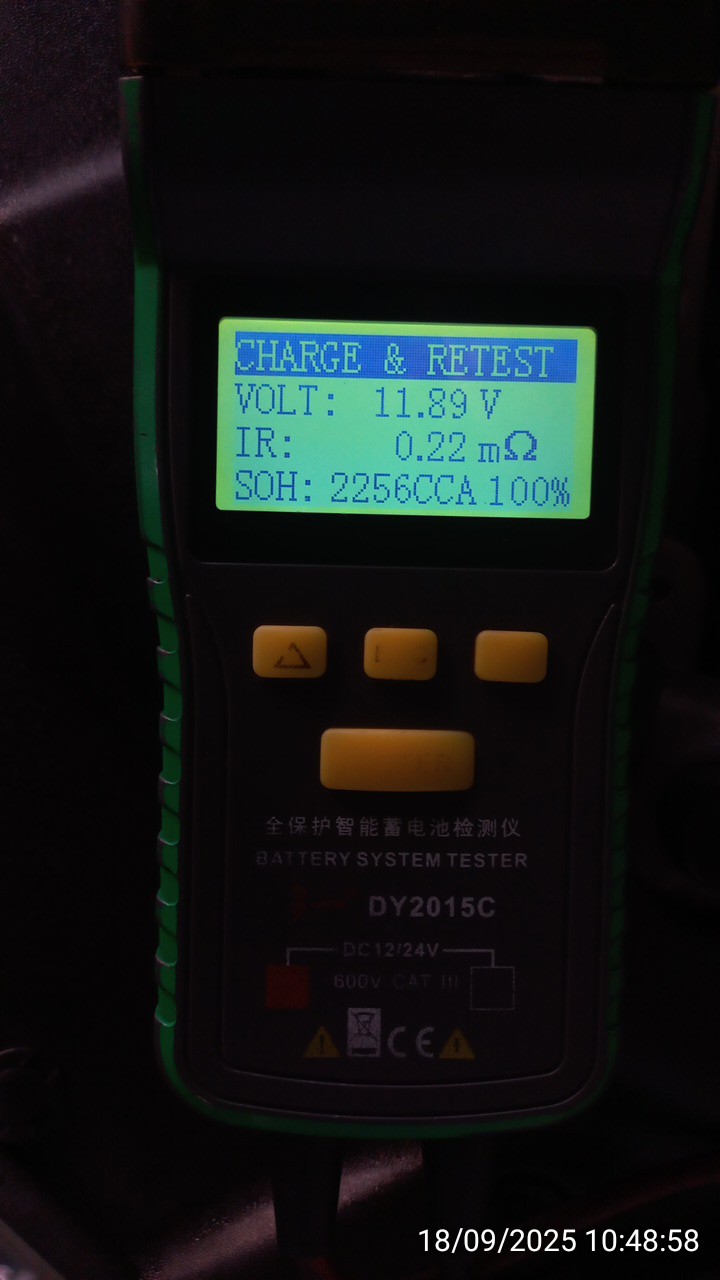 CHARGE & RETEST
VOLT: 11.89 V
IR: 0.22 mΩ
SOH: 2256CCA 100%
全保护智能蓄电池检测仪
BATTERY SYSTEM TESTER
DY2015C
DC12/24V
600V CAT III
CE
18/09/2025 10:48:58